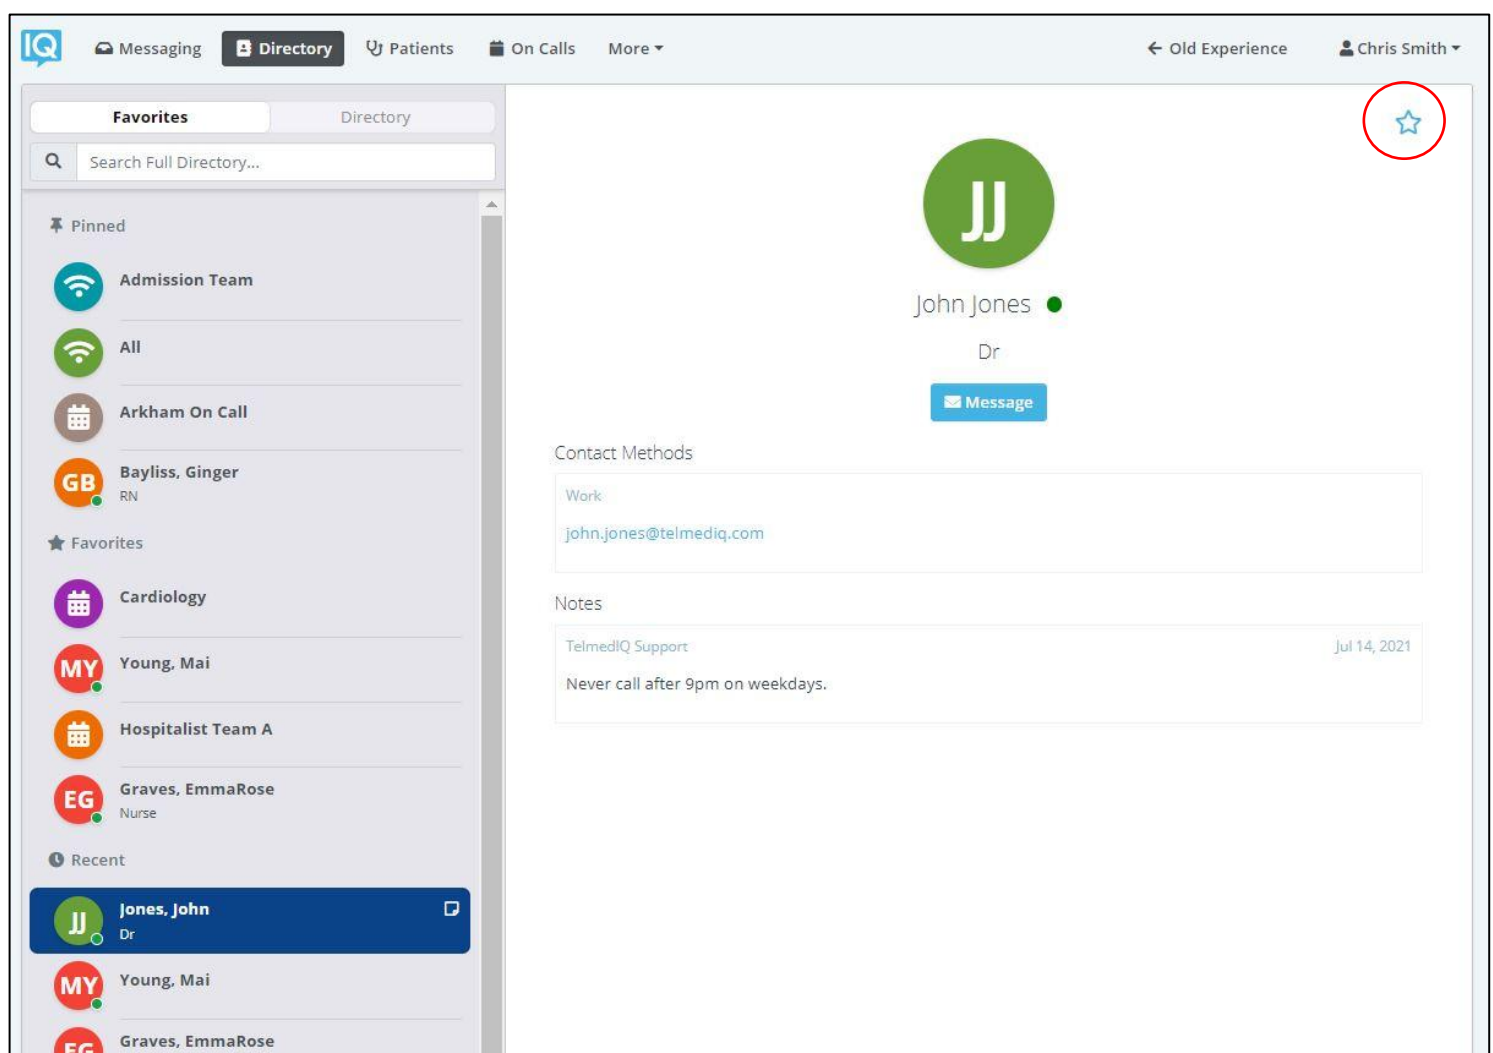 IQ Messaging Directory Patients On Calls More Old Experience Chris Smith
Favorites Directory
Search Full Directory...
Pinned
Admission Team
All
Arkham On Call
GB Bayliss, Ginger
RN
Favorites
Cardiology
MY Young, Mai
Hospitalist Team A
EG Graves, EmmaRose
Nurse
Recent
JJ Jones, John
Dr
MY Young, Mai
EG Graves, EmmaRose
JJ
John Jones
Dr
Message
Contact Methods
Work
john.jones@telmediq.com
Notes
TelmedIQ Support Jul 14, 2021
Never call after 9pm on weekdays.